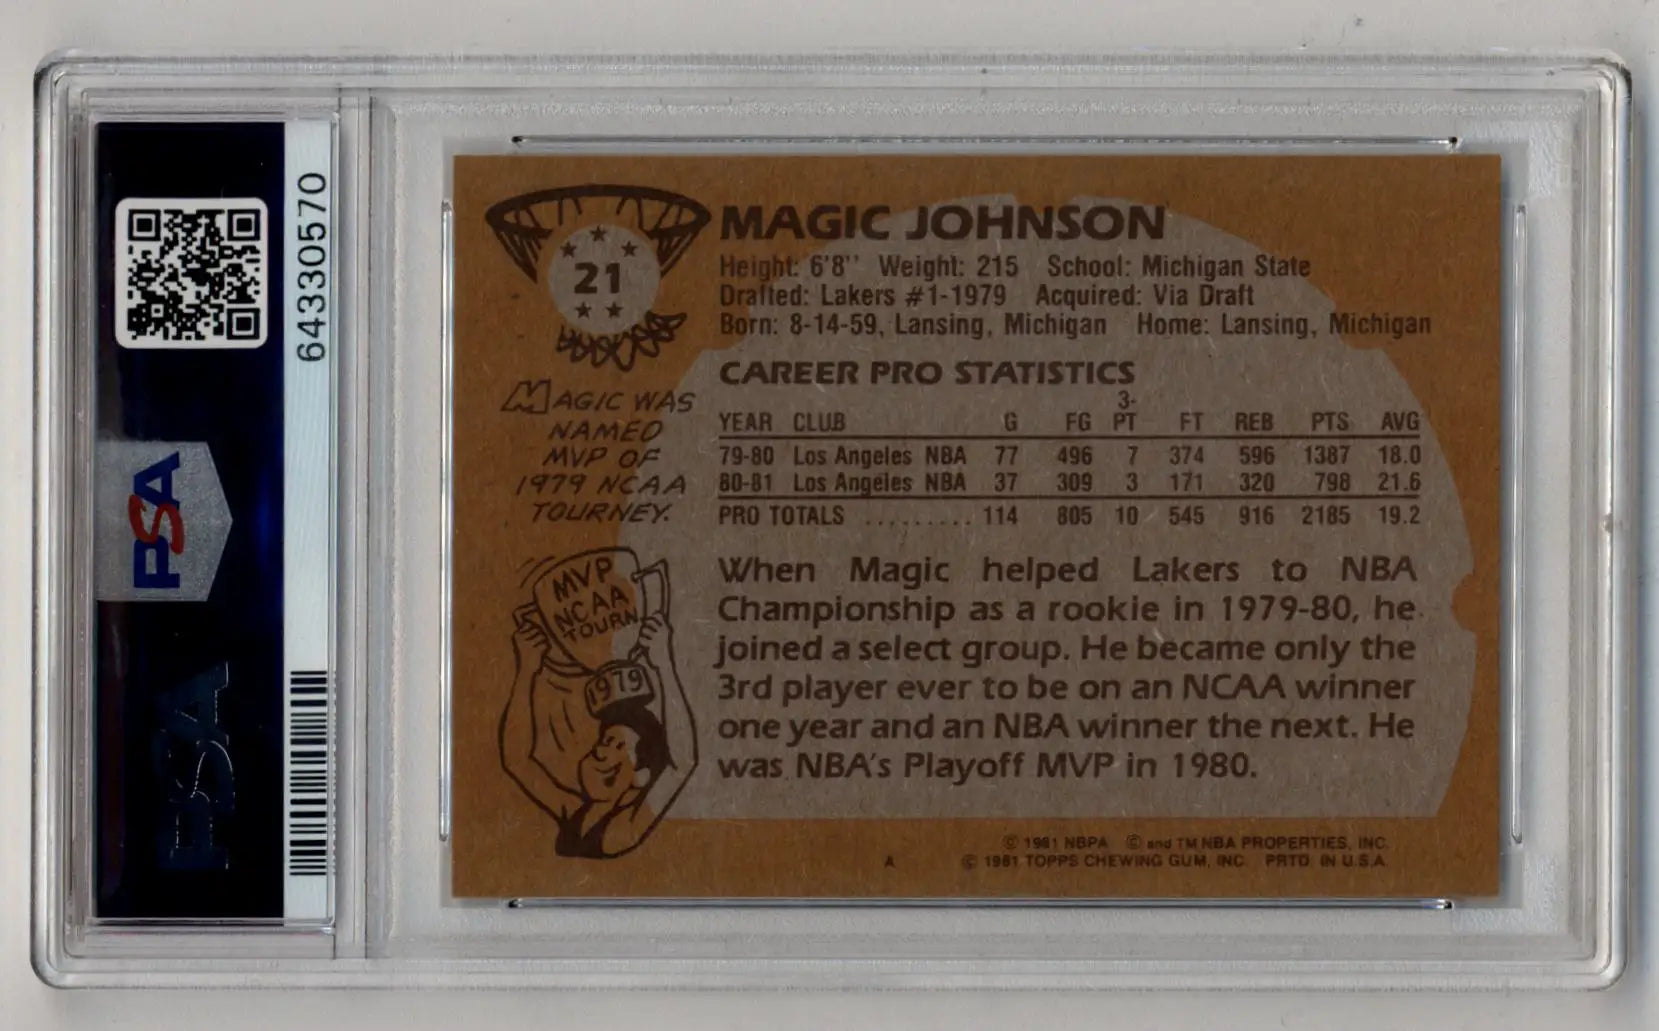 64330570
PSA
PSA
21
MAGIC JOHNSON
Height: 6'8'' Weight: 215 School: Michigan State
Drafted: Lakers #1-1979 Acquired: Via Draft
Born: 8-14-59, Lansing, Michigan Home: Lansing, Michigan
CAREER PRO STATISTICS
YEAR CLUB G FG 3-PT FT REB PTS AVG
79-80 Los Angeles NBA 77 496 7 374 596 1387 18.0
80-81 Los Angeles NBA 37 309 3 171 320 798 21.6
PRO TOTALS .......... 114 805 10 545 916 2185 19.2
MAGIC WAS
NAMED
MVP OF
1979 NCAA
TOURNEY.
MVP
NCAA
TOURN
1979
When Magic helped Lakers to NBA
Championship as a rookie in 1979-80, he
joined a select group. He became only the
3rd player ever to be on an NCAA winner
one year and an NBA winner the next. He
was NBA's Playoff MVP in 1980.
© 1981 NBPA © and TM NBA PROPERTIES, INC.
A © 1981 TOPPS CHEWING GUM, INC. PRTD. IN U.S.A.